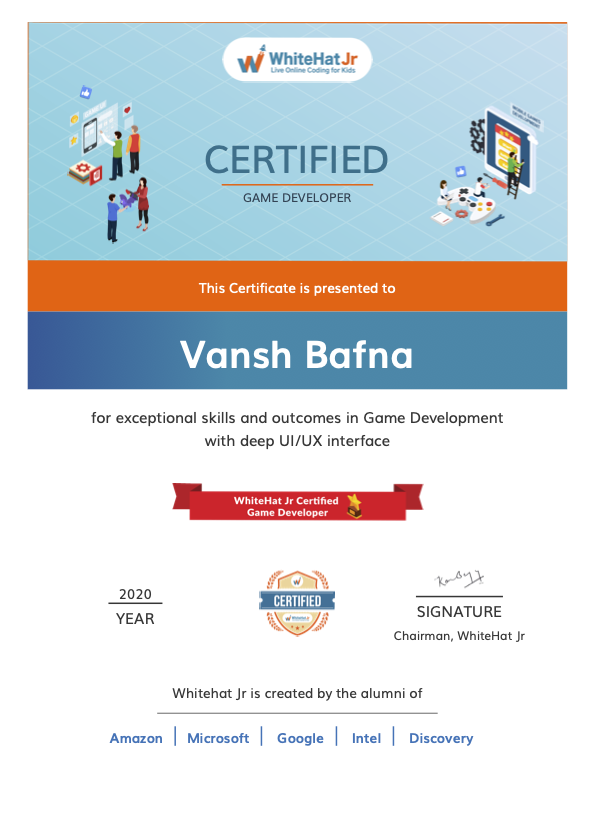 WhiteHat Jr
Live Online Coding for Kids
CERTIFIED
GAME DEVELOPER
This Certificate is presented to
Vansh Bafna
for exceptional skills and outcomes in Game Development
with deep UI/UX interface
WhiteHat Jr Certified
Game Developer
2020
YEAR
CERTIFIED
WhiteHat Jr
SIGNATURE
Chairman, WhiteHat Jr
Whitehat Jr is created by the alumni of
Amazon | Microsoft | Google | Intel | Discovery